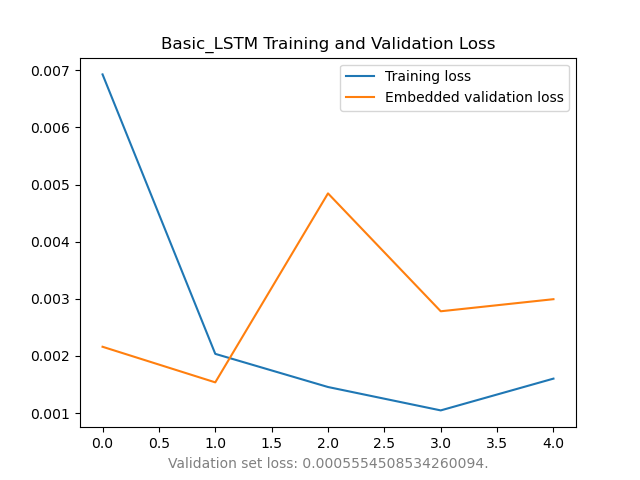 Basic_LSTM Training and Validation Loss
Training loss
Embedded validation loss
0.007
0.006
0.005
0.004
0.003
0.002
0.001
0.0 0.5 1.0 1.5 2.0 2.5 3.0 3.5 4.0
Validation set loss: 0.0005554508534260094.